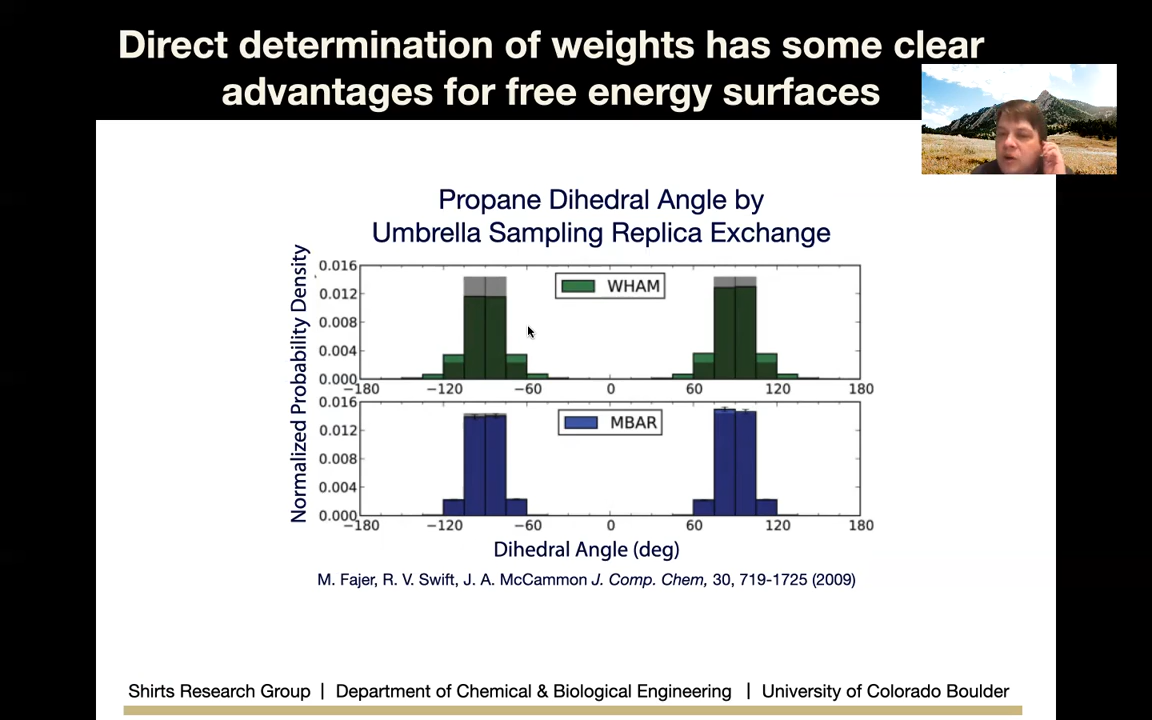 Direct determination of weights has some clear
advantages for free energy surfaces
Propane Dihedral Angle by
Umbrella Sampling Replica Exchange
Normalized Probability Density
0.016
0.012
0.008
0.004
0.000
WHAM
−180 −120 −60 0 60 120 180
0.016
0.012
0.008
0.004
0.000
MBAR
−180 −120 −60 0 60 120 180
Dihedral Angle (deg)
M. Fajer, R. V. Swift, J. A. McCammon J. Comp. Chem, 30, 719-1725 (2009)
Shirts Research Group | Department of Chemical & Biological Engineering | University of Colorado Boulder